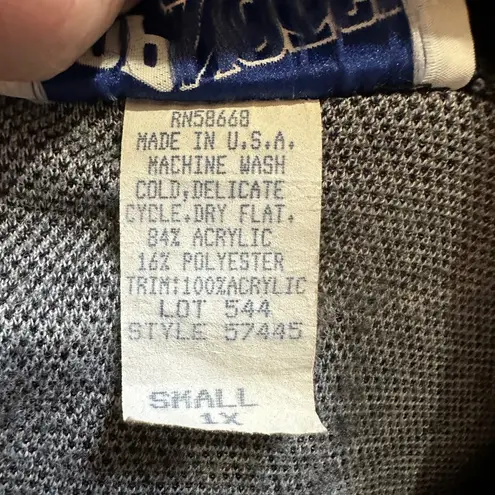 RN58668
MADE IN U.S.A.
MACHINE WASH
COLD,DELICATE
CYCLE.DRY FLAT.
84% ACRYLIC
16% POLYESTER
TRIM:100%ACRYLIC
LOT 544
STYLE 57445
SMALL
1X